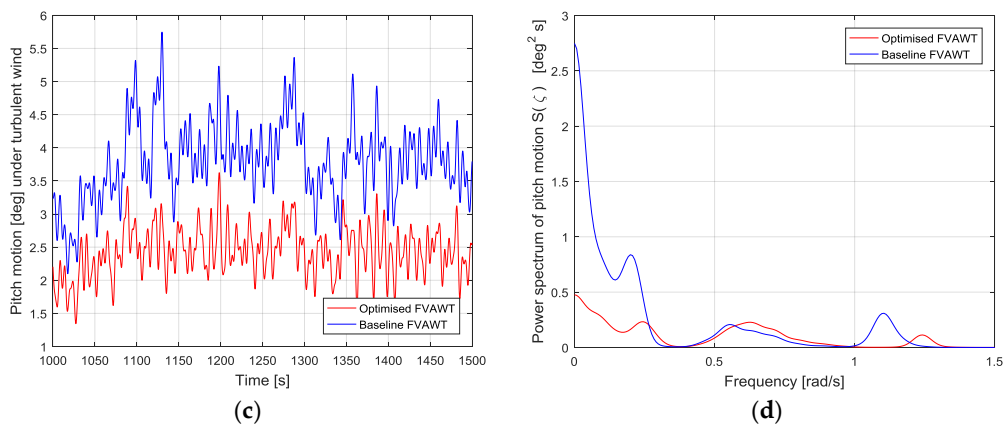 Pitch motion [deg] under turbulent wind
6
5.5
5
4.5
4
3.5
3
2.5
2
1.5
1
1000 1050 1100 1150 1200 1250 1300 1350 1400 1450 1500
Time [s]
Optimised FVAWT
Baseline FVAWT
(c)
Power spectrum of pitch motion S( ζ ) [deg² s]
3
2.5
2
1.5
1
0.5
0
0 0.5 1 1.5
Frequency [rad/s]
Optimised FVAWT
Baseline FVAWT
(d)